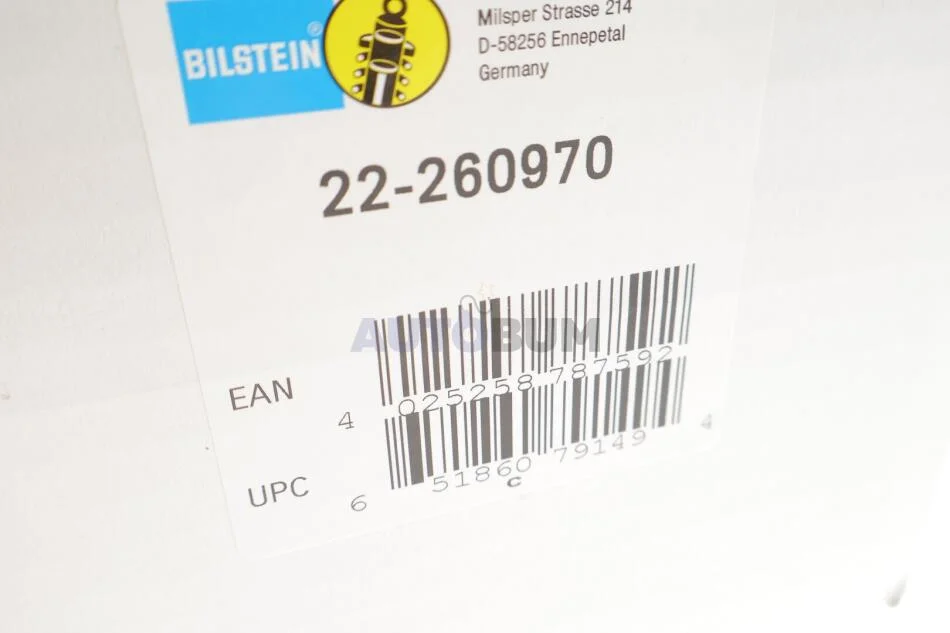 BILSTEIN®
Milsper Strasse 214
D-58256 Ennepetal
Germany
22-260970
AUTOBUM
EAN
4 025258 787592
UPC
6 51860 79149 4
C